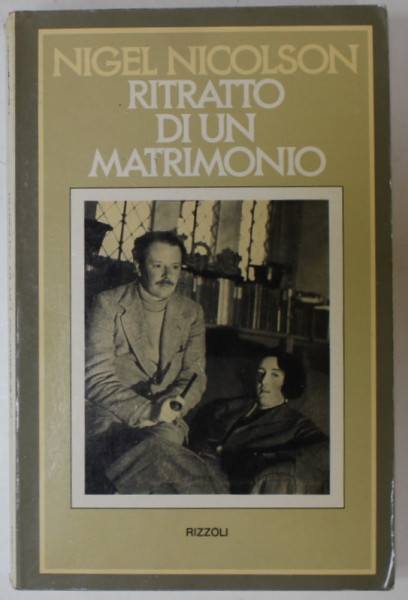 NIGEL NICOLSON
RITRATTO
DI UN
MATRIMONIO
RIZZOLI